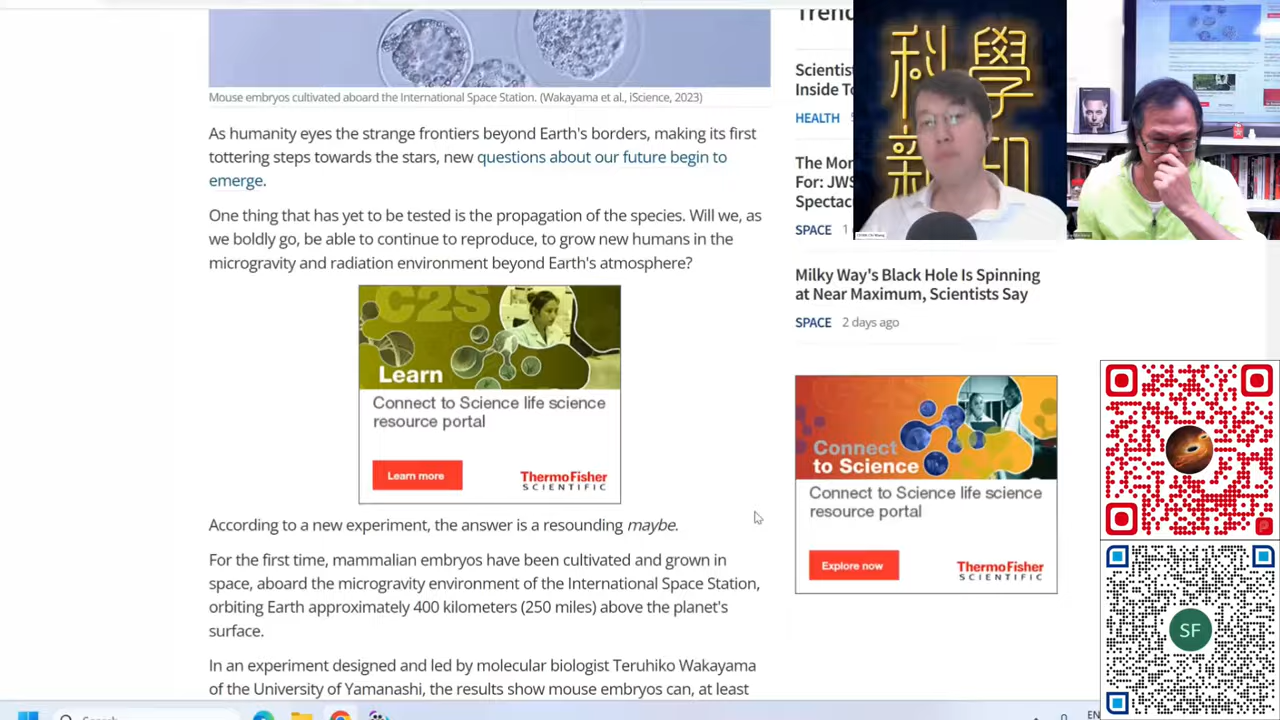 Mouse embryos cultivated aboard the International Space Station. (Wakayama et al., iScience, 2023)
As humanity eyes the strange frontiers beyond Earth's borders, making its first
tottering steps towards the stars, new questions about our future begin to
emerge.
One thing that has yet to be tested is the propagation of the species. Will we, as
we boldly go, be able to continue to reproduce, to grow new humans in the
microgravity and radiation environment beyond Earth's atmosphere?
C2S
Learn
Connect to Science life science
resource portal
Learn more
ThermoFisher
SCIENTIFIC
According to a new experiment, the answer is a resounding maybe.
For the first time, mammalian embryos have been cultivated and grown in
space, aboard the microgravity environment of the International Space Station,
orbiting Earth approximately 400 kilometers (250 miles) above the planet's
surface.
In an experiment designed and led by molecular biologist Teruhiko Wakayama
of the University of Yamanashi, the results show mouse embryos can, at least
Scientist
Inside
HEALTH
The
For:
SPACE
Milky Way's Black Hole Is Spinning
at Near Maximum, Scientists Say
SPACE 2 days ago
Connect
to Science
Connect to Science life science
resource portal
Explore now
ThermoFisher
SCIENTIFIC
科學
新
SF
EN